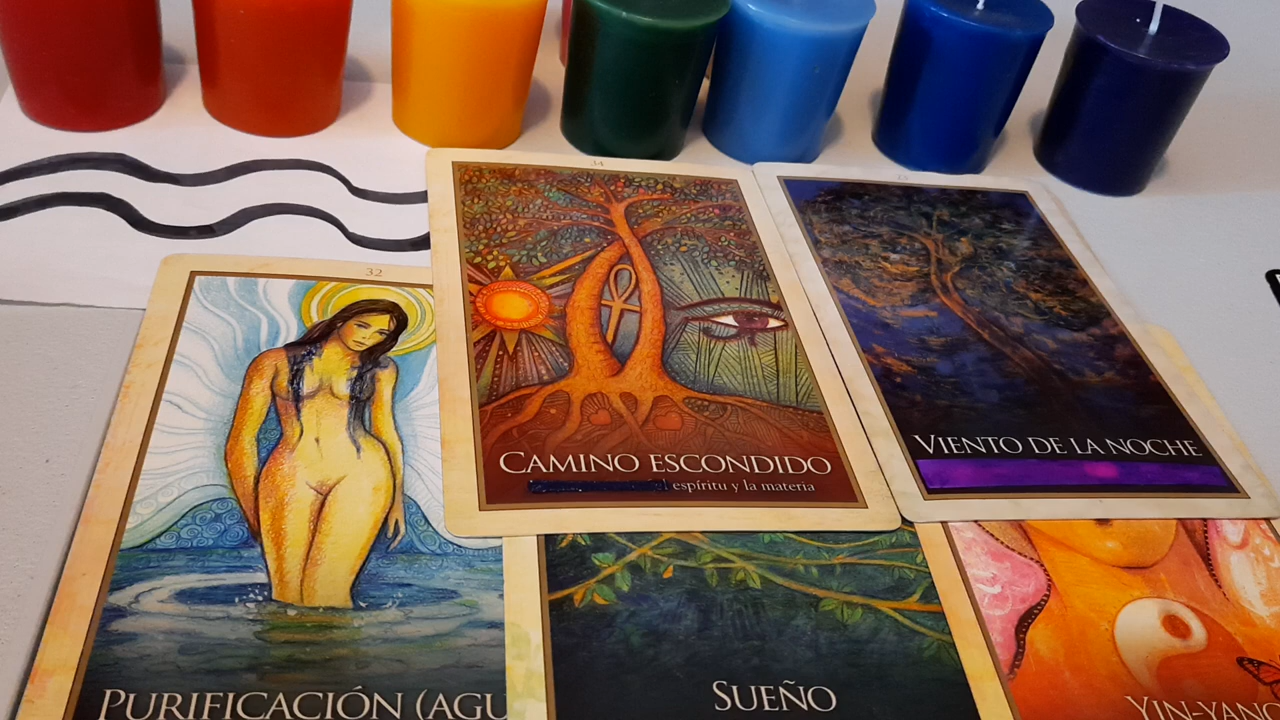 34
CAMINO ESCONDIDO
espíritu y la materia
VIENTO DE LA NOCHE
32
PURIFICACIÓN (AGU
SUEÑO
YIN-YANG